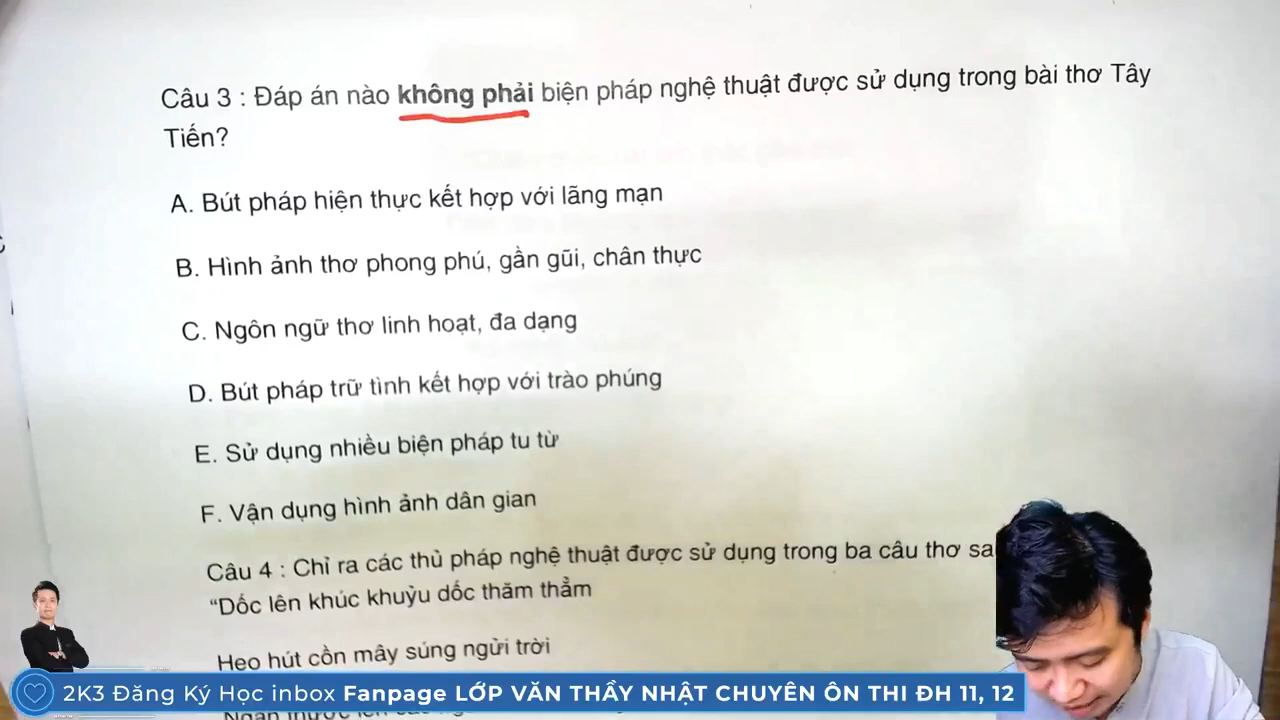 Câu 3 : Đáp án nào không phải biện pháp nghệ thuật được sử dụng trong bài thơ Tây
Tiến?
A. Bút pháp hiện thực kết hợp với lãng mạn
B. Hình ảnh thơ phong phú, gần gũi, chân thực
C. Ngôn ngữ thơ linh hoạt, đa dạng
D. Bút pháp trữ tình kết hợp với trào phúng
E. Sử dụng nhiều biện pháp tu từ
F. Vận dụng hình ảnh dân gian
Câu 4 : Chỉ ra các thủ pháp nghệ thuật được sử dụng trong ba câu thơ sa
“Dốc lên khúc khuỷu dốc thăm thẳm
Heo hút cồn mây súng ngửi trời
2K3 Đăng Ký Học inbox Fanpage LỚP VĂN THẦY NHẬT CHUYÊN ÔN THI ĐH 11, 12